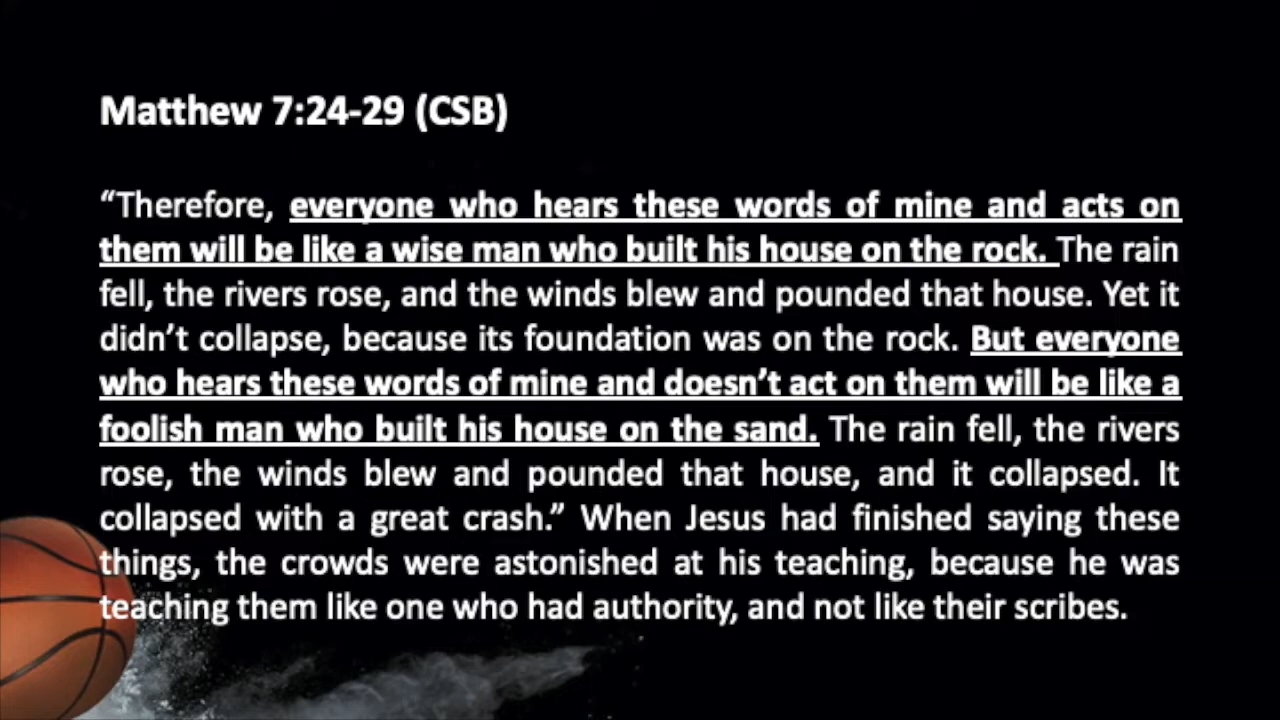 Matthew 7:24-29 (CSB)
“Therefore, everyone who hears these words of mine and acts on
them will be like a wise man who built his house on the rock. The rain
fell, the rivers rose, and the winds blew and pounded that house. Yet it
didn’t collapse, because its foundation was on the rock. But everyone
who hears these words of mine and doesn’t act on them will be like a
foolish man who built his house on the sand. The rain fell, the rivers
rose, the winds blew and pounded that house, and it collapsed. It
collapsed with a great crash.” When Jesus had finished saying these
things, the crowds were astonished at his teaching, because he was
teaching them like one who had authority, and not like their scribes.